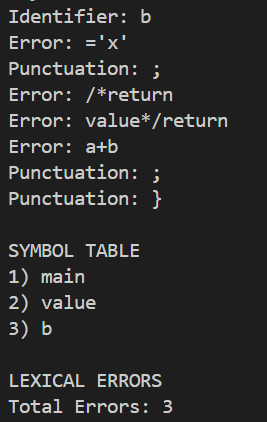 Identifier: b
Error: ='x'
Punctuation: ;
Error: /*return
Error: value*/return
Error: a+b
Punctuation: ;
Punctuation: }
SYMBOL TABLE
1) main
2) value
3) b
LEXICAL ERRORS
Total Errors: 3